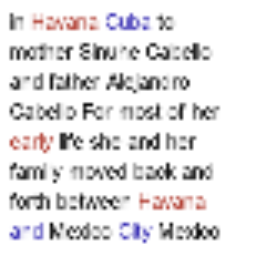 in Havana Cuba to
mother Sinune Cabello
and father Alejandro
Cabello For most of her
early life she and her
family moved back and
forth between Havana
and Mexico City Mexico